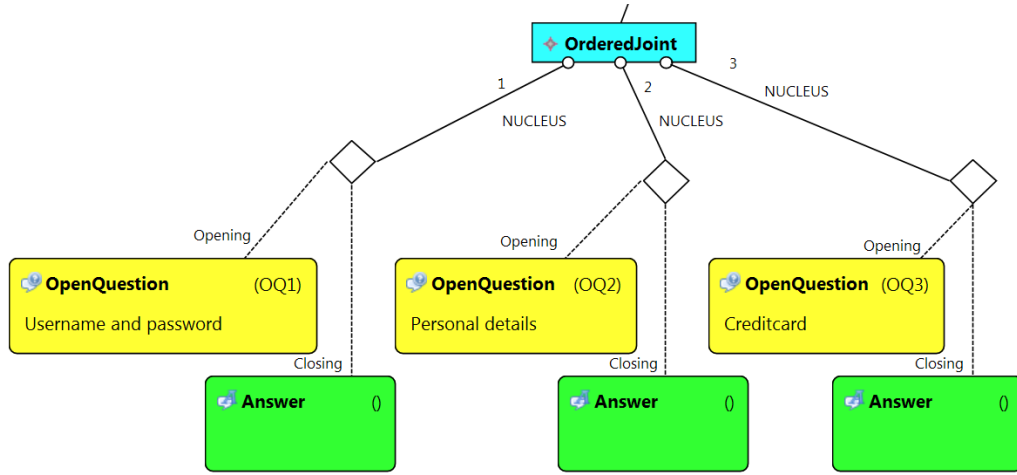 OrderedJoint
1
2
3
NUCLEUS
NUCLEUS
NUCLEUS
Opening
Opening
Opening
OpenQuestion (OQ1)
Username and password
OpenQuestion (OQ2)
Personal details
OpenQuestion (OQ3)
Creditcard
Closing
Closing
Closing
Answer ()
Answer ()
Answer ()